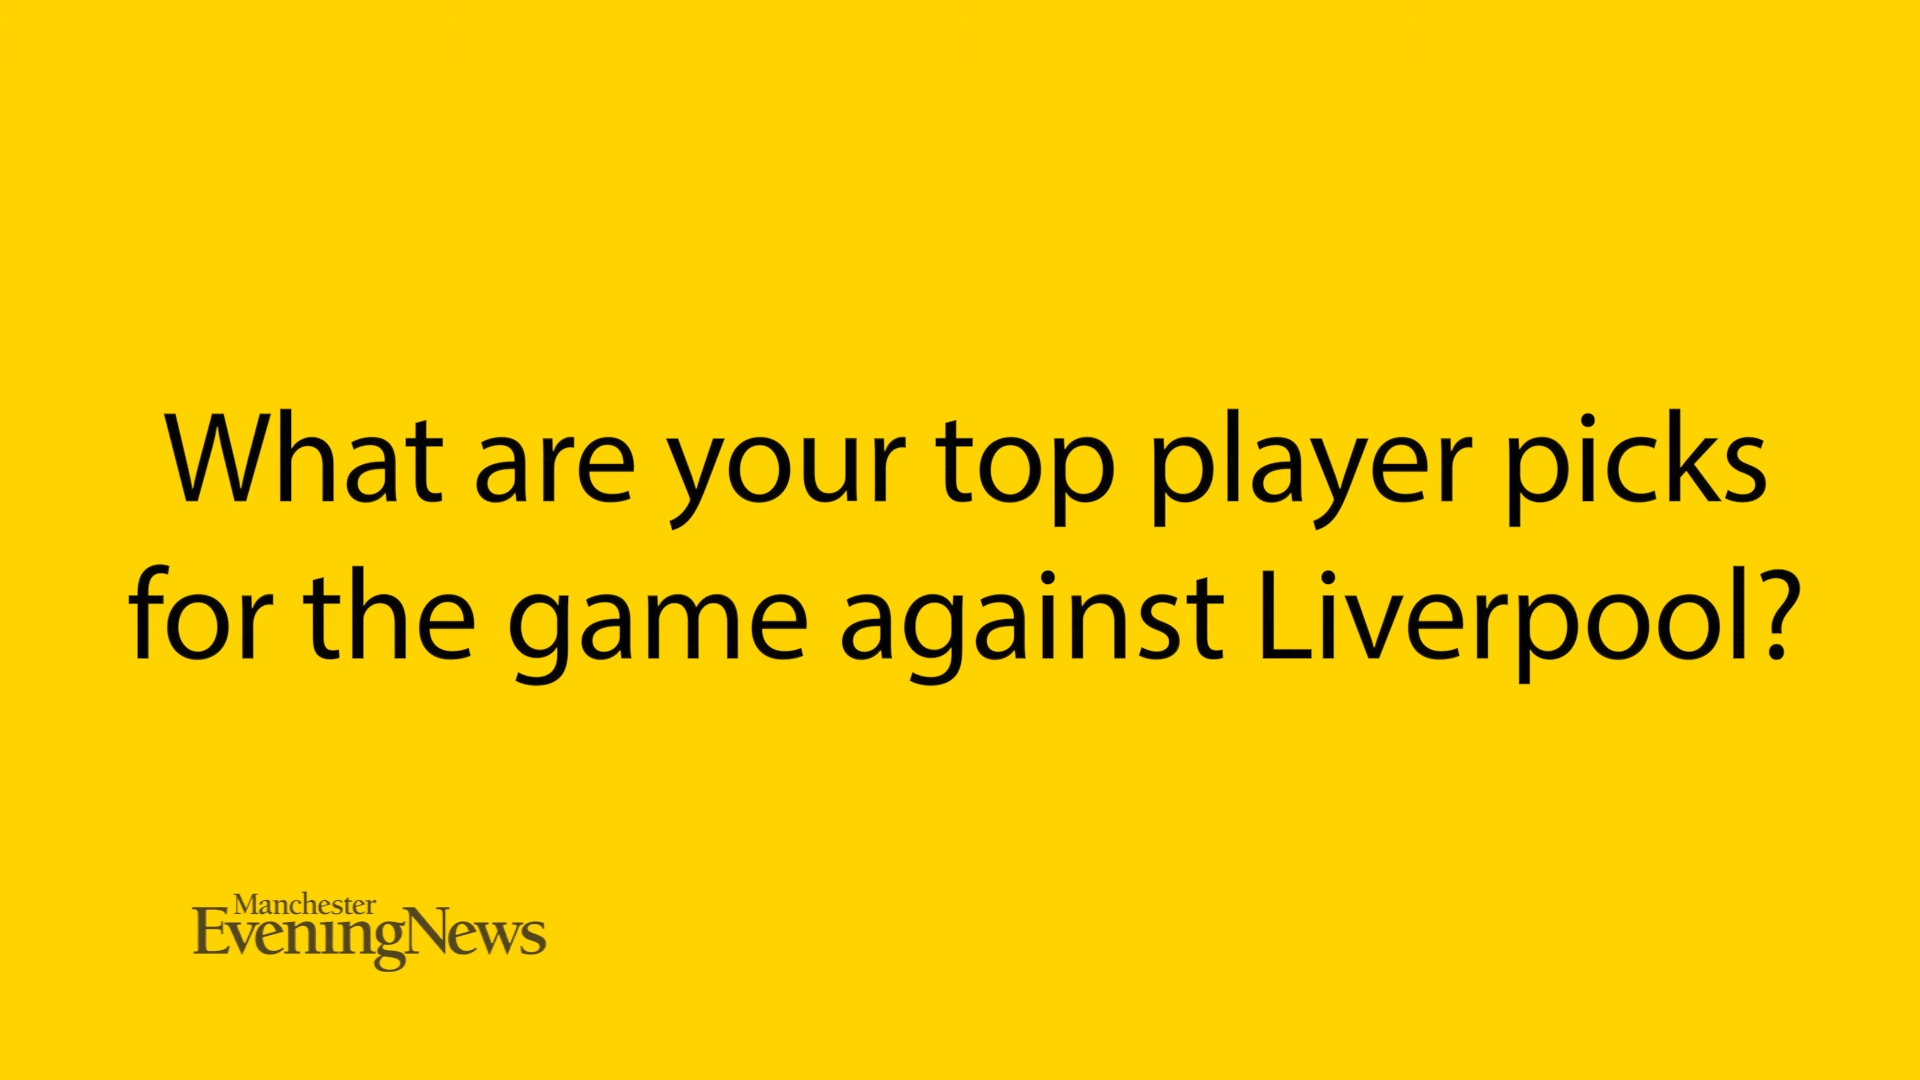 What are your top player picks
for the game against Liverpool?
Manchester
EveningNews